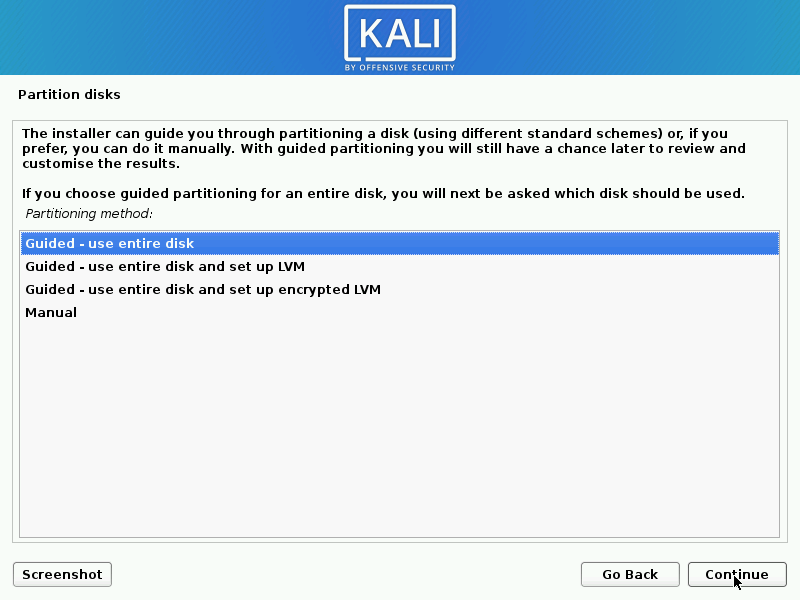 KALI
BY OFFENSIVE SECURITY
Partition disks
The installer can guide you through partitioning a disk (using different standard schemes) or, if you
prefer, you can do it manually. With guided partitioning you will still have a chance later to review and
customise the results.
If you choose guided partitioning for an entire disk, you will next be asked which disk should be used.
Partitioning method:
Guided - use entire disk
Guided - use entire disk and set up LVM
Guided - use entire disk and set up encrypted LVM
Manual
Screenshot
Go Back
Continue